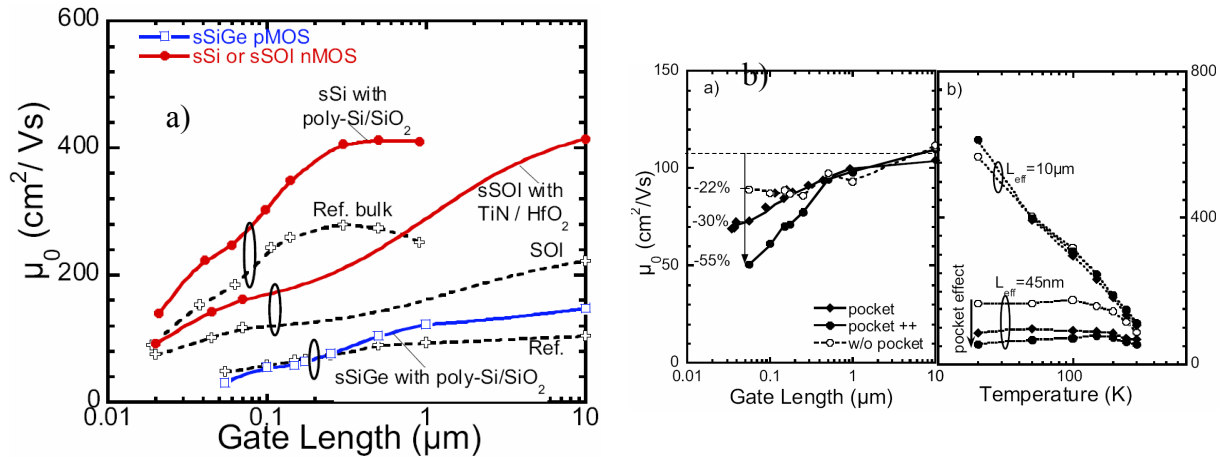 600
400
200
0
μ₀ (cm²/ Vs)
sSiGe pMOS
sSi or sSOI nMOS
a)
sSi with
poly-Si/SiO₂
Ref. bulk
sSOI with
TiN / HfO₂
SOI
Ref.
sSiGe with poly-Si/SiO₂
0.01 0.1 1 10
Gate Length (µm)
b)
150
100
50
0
μ₀ (cm²/Vs)
a)
-22%
-30%
-55%
pocket
pocket ++
w/o pocket
0.01 0.1 1 10
Gate Length (µm)
b)
L_eff=10µm
L_eff=45nm
pocket effect
100
Temperature (K)
800
400
0